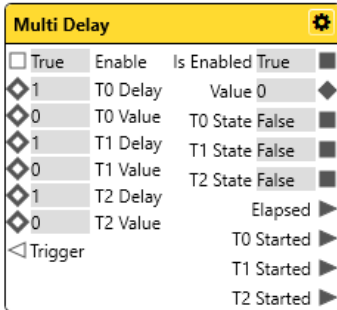 Multi Delay
True Enable Is Enabled True
1 T0 Delay Value 0
0 T0 Value T0 State False
1 T1 Delay T1 State False
0 T1 Value T2 State False
1 T2 Delay Elapsed
0 T2 Value T0 Started
Trigger T1 Started
T2 Started